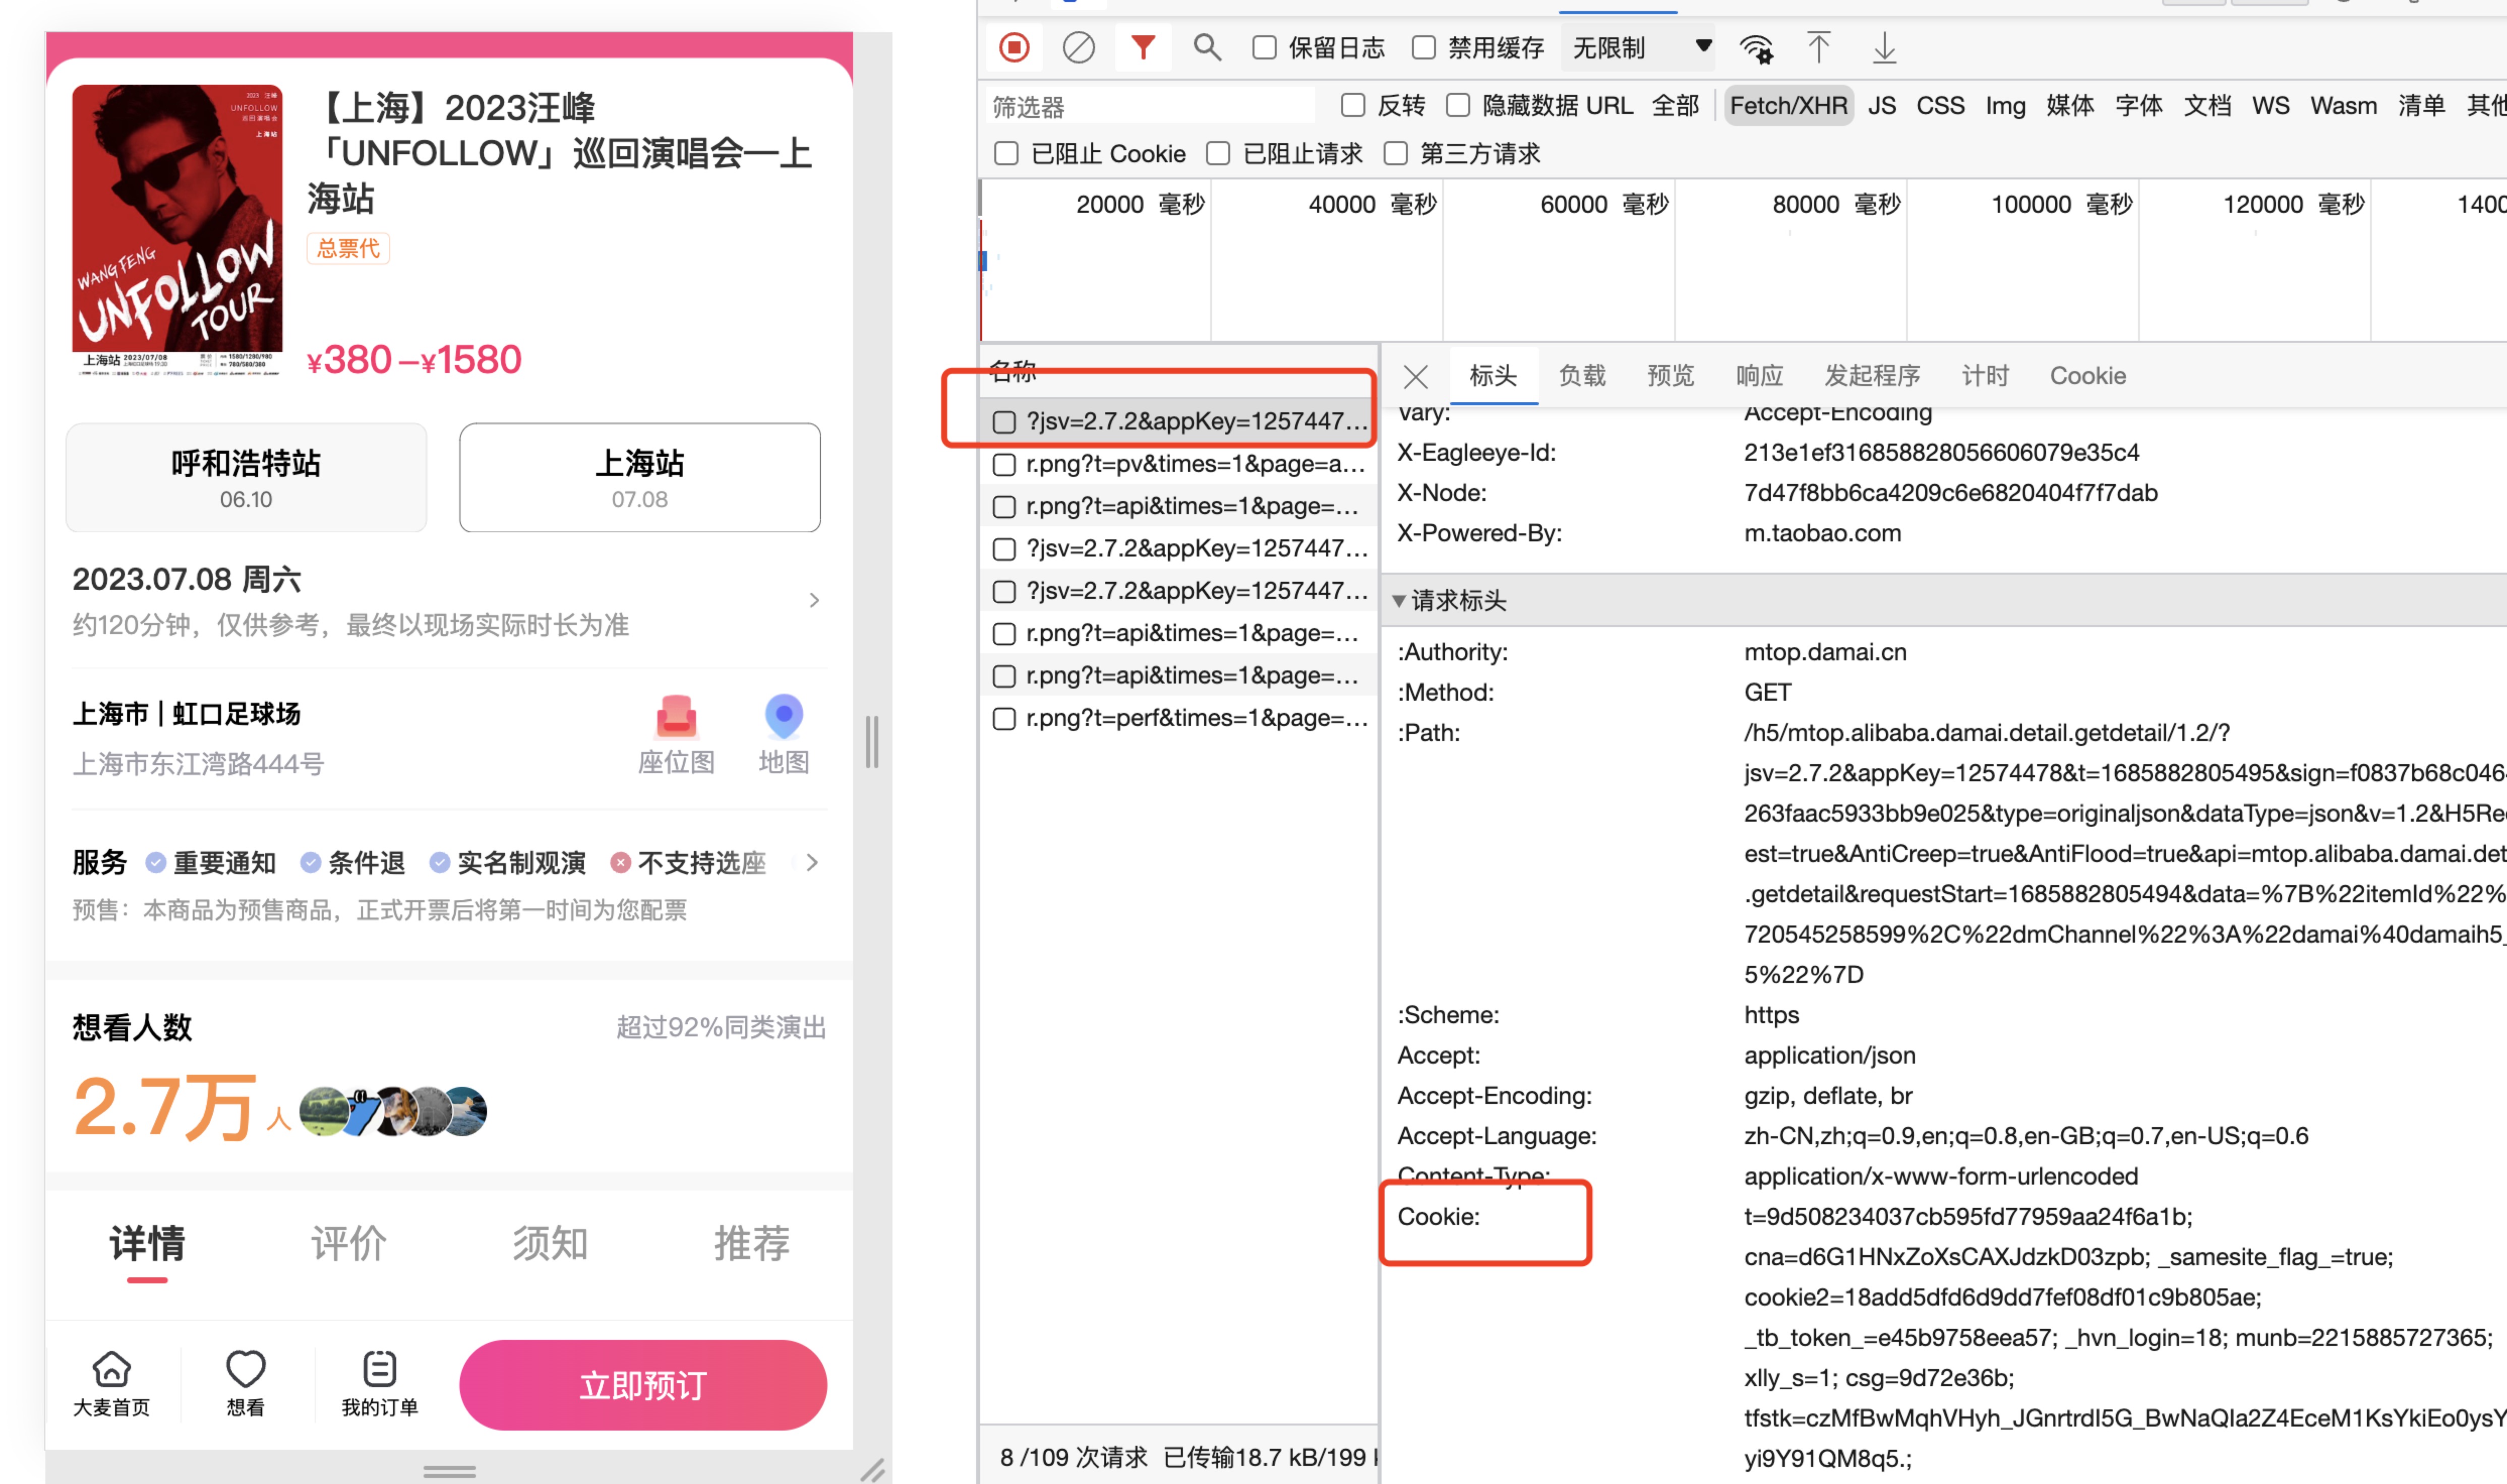 2023 汪峰
UNFOLLOW
巡回演唱会
上海站
WANG FENG
UNFOLLOW
TOUR
上海站 2023/07/08
1580/1280/980
780/580/380
【上海】2023汪峰
「UNFOLLOW」巡回演唱会—上
海站
总票代
¥380–¥1580
呼和浩特站
06.10
上海站
07.08
2023.07.08 周六
约120分钟，仅供参考，最终以现场实际时长为准
上海市 | 虹口足球场
上海市东江湾路444号
座位图
地图
服务 重要通知 条件退 实名制观演 不支持选座
预售：本商品为预售商品，正式开票后将第一时间为您配票
想看人数
超过92%同类演出
2.7万人
详情 评价 须知 推荐
大麦首页 想看 我的订单 立即预订
保留日志 禁用缓存 无限制
筛选器 反转 隐藏数据 URL 全部 Fetch/XHR JS CSS Img 媒体 字体 文档 WS Wasm 清单 其他
已阻止 Cookie 已阻止请求 第三方请求
20000 毫秒 40000 毫秒 60000 毫秒 80000 毫秒 100000 毫秒 120000 毫秒 1400
名称
?jsv=2.7.2&appKey=1257447...
r.png?t=pv&times=1&page=a...
r.png?t=api&times=1&page=...
?jsv=2.7.2&appKey=1257447...
?jsv=2.7.2&appKey=1257447...
r.png?t=api&times=1&page=...
r.png?t=api&times=1&page=...
r.png?t=perf&times=1&page=...
8 /109 次请求 已传输18.7 kB/199 k
标头 负载 预览 响应 发起程序 计时 Cookie
Vary: Accept-Encoding
X-Eagleeye-Id: 213e1ef316858828056606079e35c4
X-Node: 7d47f8bb6ca4209c6e6820404f7f7dab
X-Powered-By: m.taobao.com
请求标头
:Authority: mtop.damai.cn
:Method: GET
:Path: /h5/mtop.alibaba.damai.detail.getdetail/1.2/?
jsv=2.7.2&appKey=12574478&t=1685882805495&sign=f0837b68c046
263faac5933bb9e025&type=originaljson&dataType=json&v=1.2&H5Re
est=true&AntiCreep=true&AntiFlood=true&api=mtop.alibaba.damai.det
.getdetail&requestStart=1685882805494&data=%7B%22itemId%22%
720545258599%2C%22dmChannel%22%3A%22damai%40damaih5_
5%22%7D
:Scheme: https
Accept: application/json
Accept-Encoding: gzip, deflate, br
Accept-Language: zh-CN,zh;q=0.9,en;q=0.8,en-GB;q=0.7,en-US;q=0.6
Content-Type: application/x-www-form-urlencoded
Cookie: t=9d508234037cb595fd77959aa24f6a1b;
cna=d6G1HNxZoXsCAXJdzkD03zpb; _samesite_flag_=true;
cookie2=18add5dfd6d9dd7fef08df01c9b805ae;
_tb_token_=e45b9758eea57; _hvn_login=18; munb=2215885727365;
xlly_s=1; csg=9d72e36b;
tfstk=czMfBwMqhVHyh_JGnrtrdI5G_BwNaQIa2Z4EceM1KsYkiEo0ysY
yi9Y91QM8q5.;